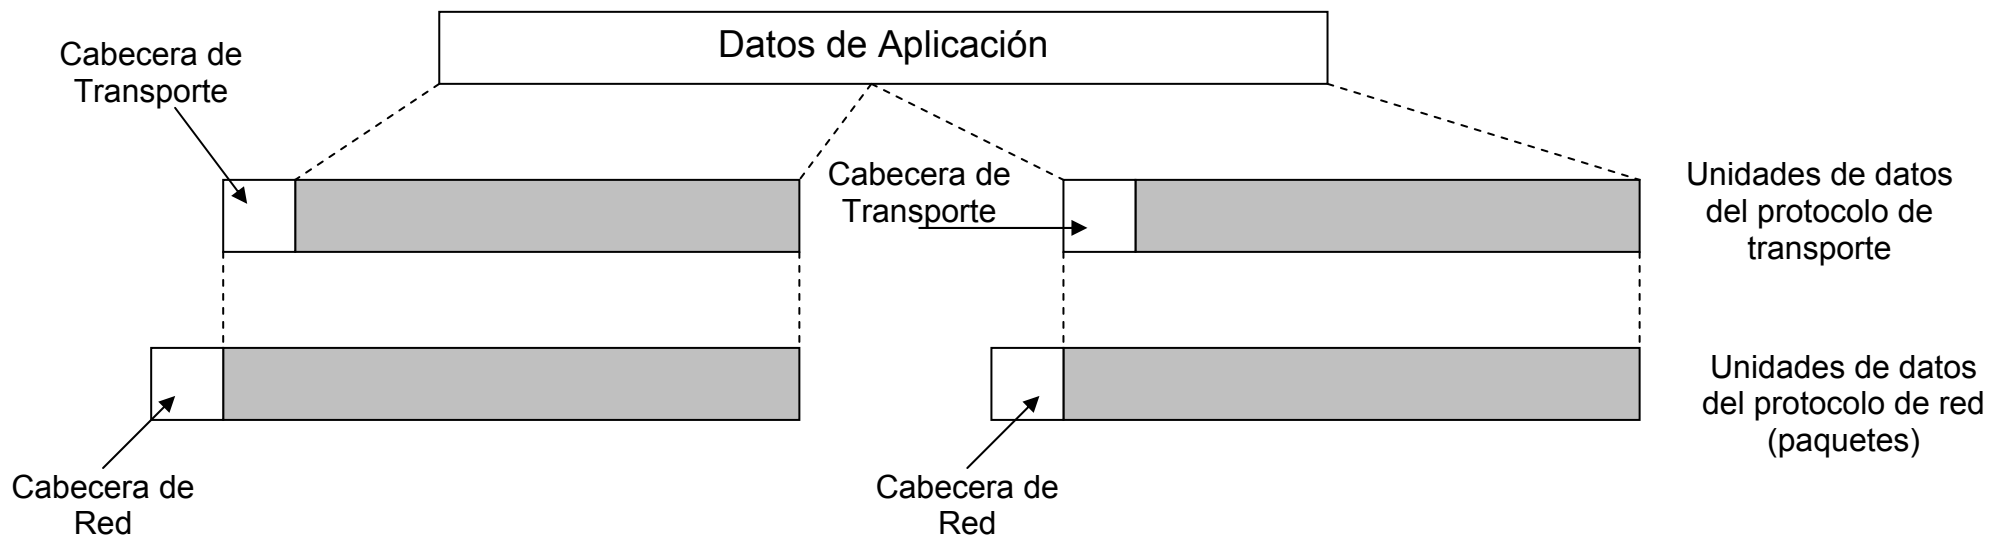 Datos de Aplicación
Cabecera de
Transporte
Cabecera de
Transporte
Unidades de datos
del protocolo de
transporte
Unidades de datos
del protocolo de red
(paquetes)
Cabecera de
Red
Cabecera de
Red